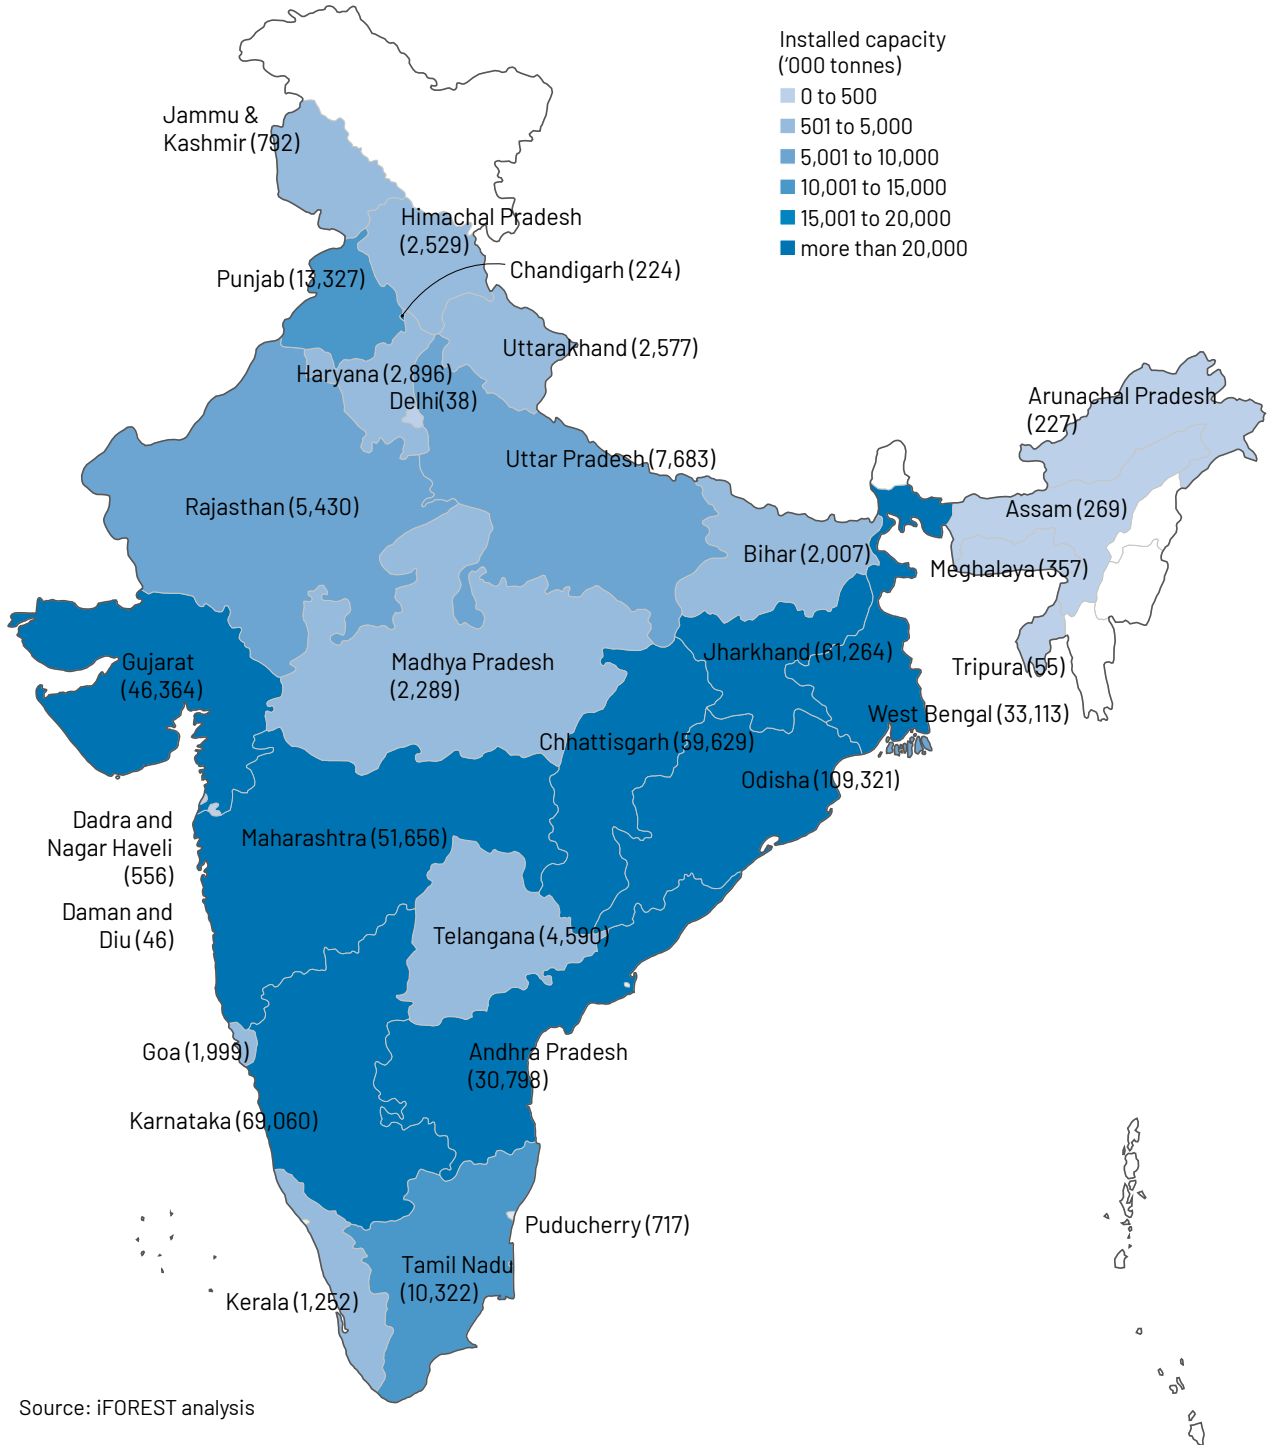 Installed capacity
(‘000 tonnes)
0 to 500
501 to 5,000
5,001 to 10,000
10,001 to 15,000
15,001 to 20,000
more than 20,000
Jammu &
Kashmir (792)
Himachal Pradesh
(2,529)
Chandigarh (224)
Punjab (13,327)
Uttarakhand (2,577)
Haryana (2,896)
Delhi(38)
Arunachal Pradesh
(227)
Uttar Pradesh (7,683)
Rajasthan (5,430)
Assam (269)
Bihar (2,007)
Meghalaya (357)
Gujarat
(46,364)
Madhya Pradesh
(2,289)
Jharkhand (61,264)
Tripura (55)
West Bengal (33,113)
Chhattisgarh (59,629)
Odisha (109,321)
Dadra and
Nagar Haveli
(556)
Maharashtra (51,656)
Daman and
Diu (46)
Telangana (4,590)
Goa (1,999)
Andhra Pradesh
(30,798)
Karnataka (69,060)
Puducherry (717)
Tamil Nadu
(10,322)
Kerala (1,252)
Source: iFOREST analysis